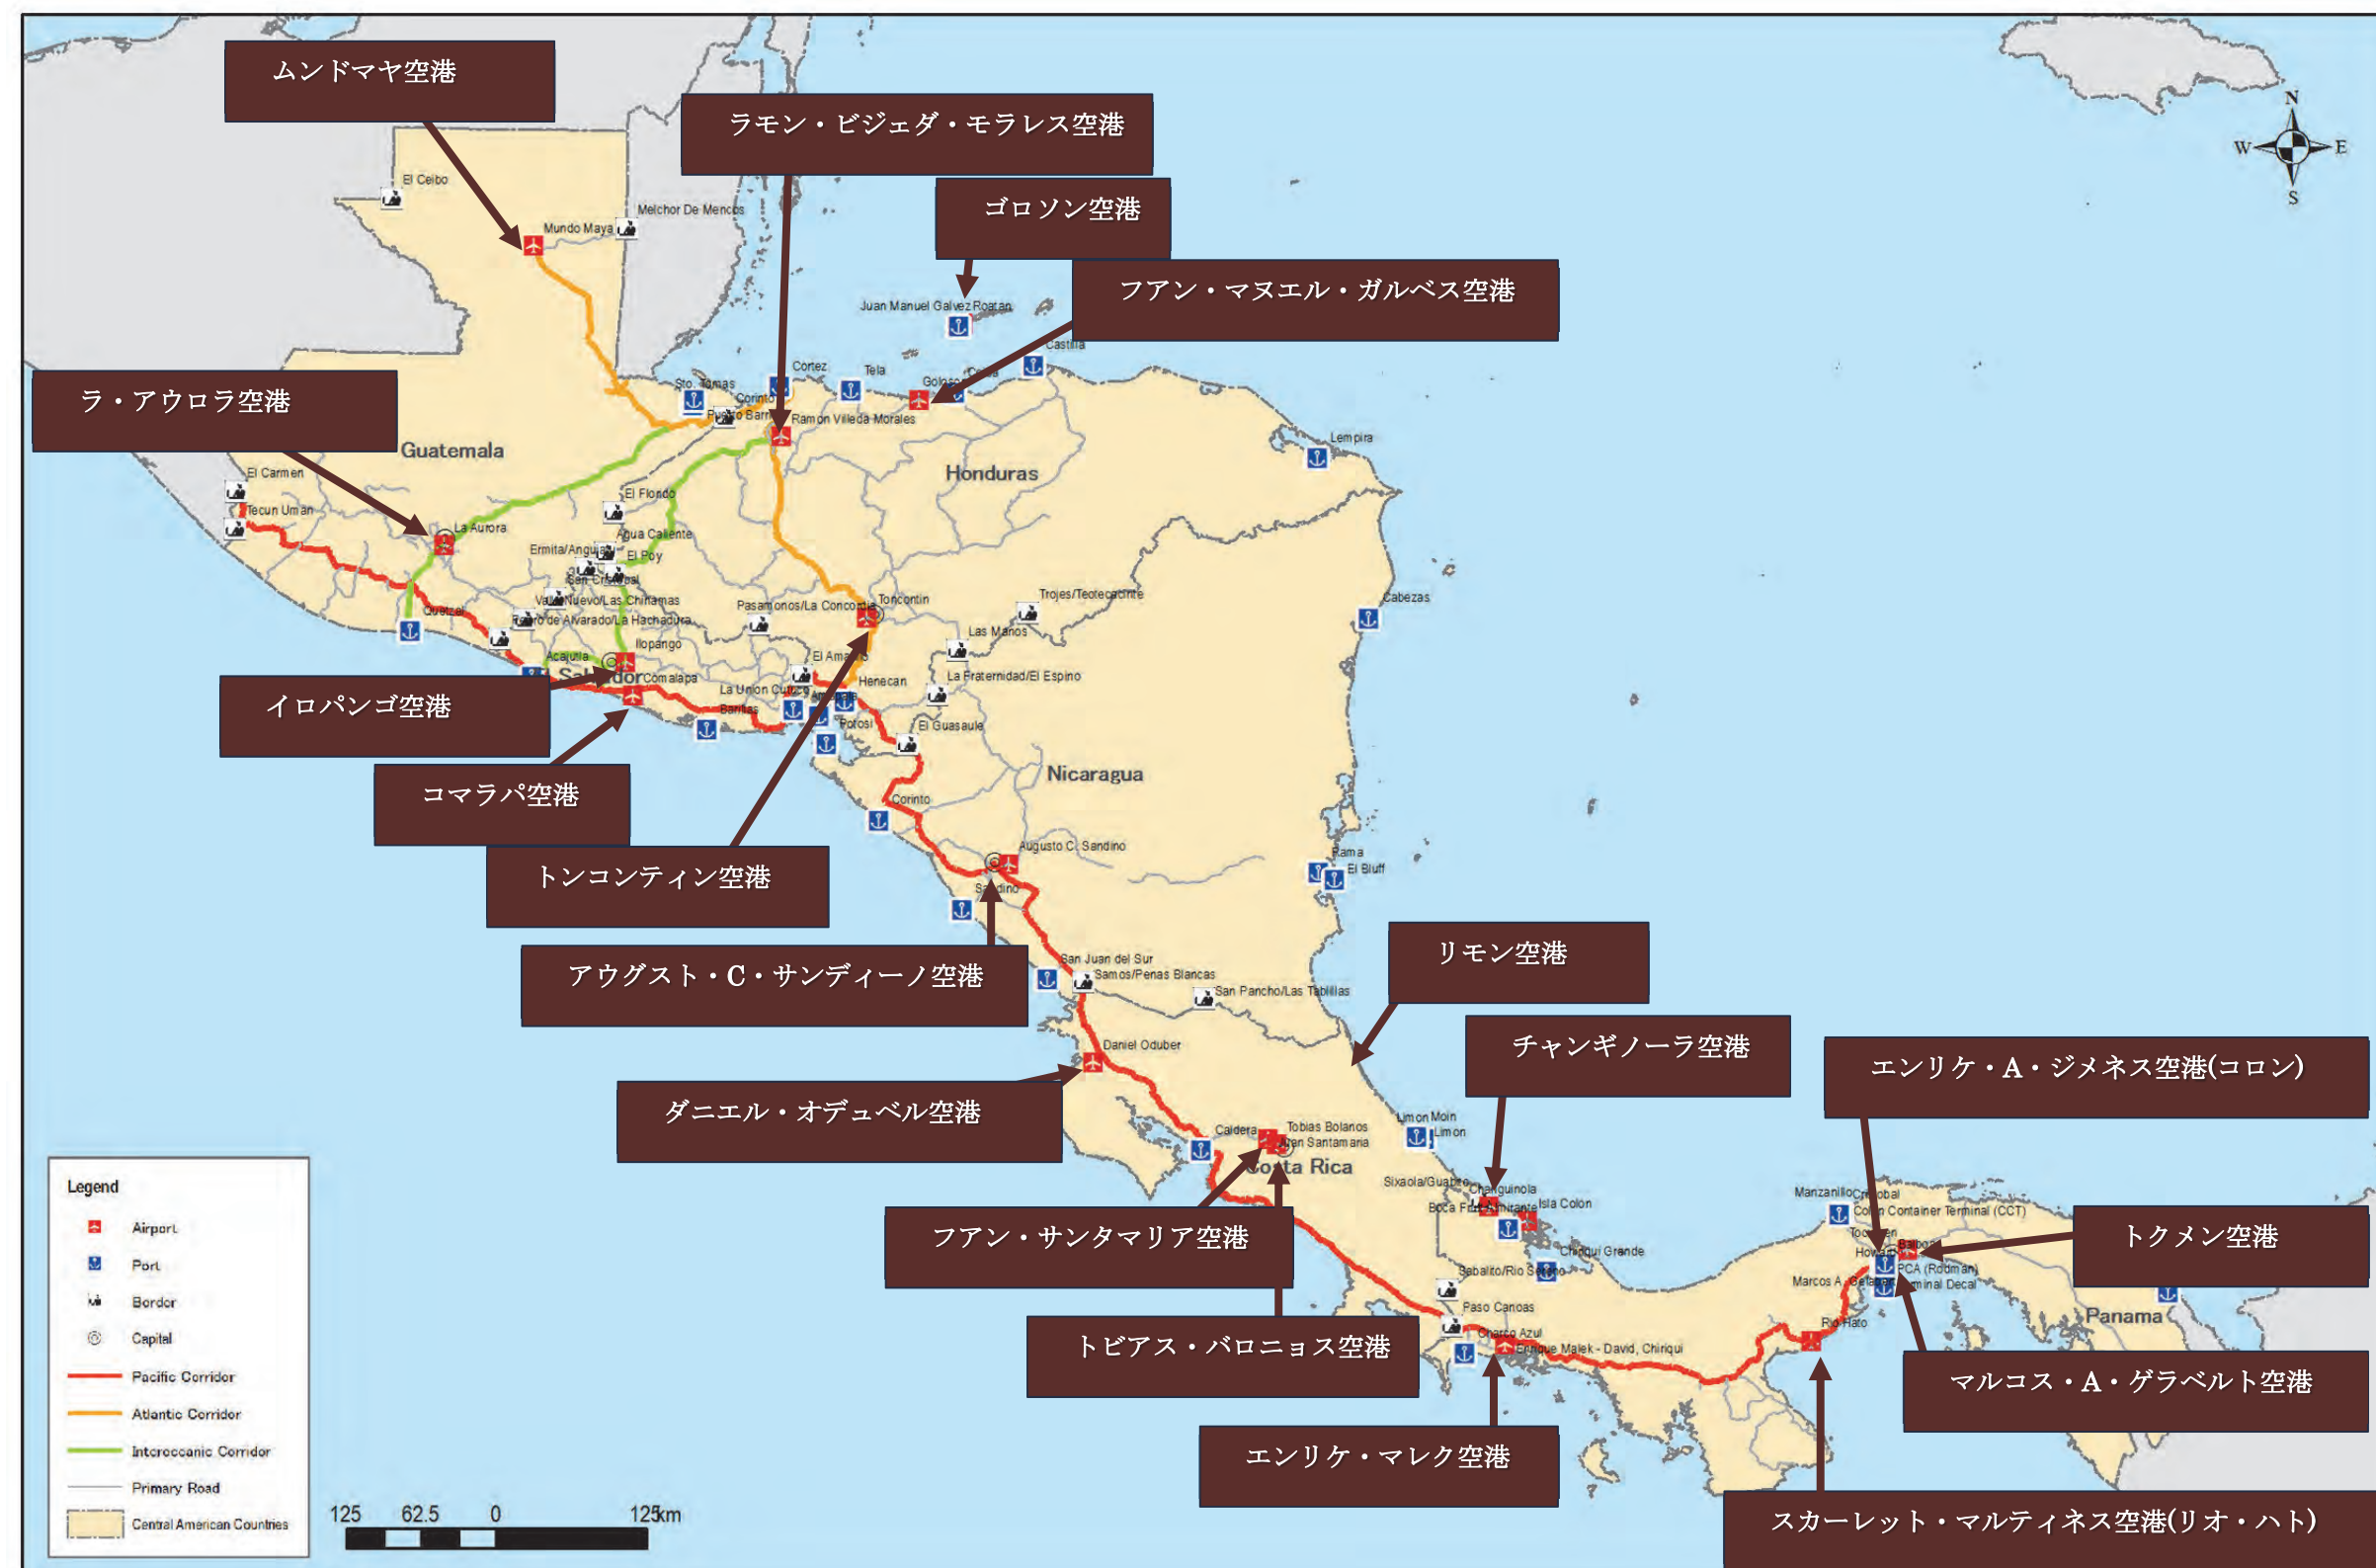 ムンドマヤ空港
ラモン・ビジェダ・モラレス空港
ゴロソン空港
フアン・マヌエル・ガルベス空港
ラ・アウロラ空港
イロパンゴ空港
コマラパ空港
トンコンティン空港
アウグスト・C・サンディーノ空港
リモン空港
チャンギノーラ空港
エンリケ・A・ジメネス空港(コロン)
ダニエル・オデュベル空港
フアン・サンタマリア空港
トクメン空港
トビアス・バロニョス空港
マルコス・A・ゲラベルト空港
エンリケ・マレク空港
スカーレット・マルティネス空港(リオ・ハト)
N
W
E
S
El Ceibo
Melchor De Mencos
Mundo Maya
Juan Manuel Galvez Roatan
Castilla
Cortez
Tela
Sto. Tomas
Corinto
Ramon Villeda Morales
Guatemala
Honduras
Lempira
El Carmen
Tecun Uman
La Aurora
El Florido
Agua Caliente
El Poy
San Cristobal
Quetzel
Pasamonos/La Concordia
Toncontin
Trojes/Teotecacinte
Cabezas
Las Manos
Ilopango
Acajutla
Comalapa
Henecan
La Fraternidad/El Espino
Barillas
Potosi
El Guasaule
Nicaragua
Corinto
Augusto C. Sandino
Rama
El Bluff
San Juan del Sur
Samos/Penas Blancas
San Pancho/Las Tablillas
Daniel Oduber
Limon Moin
Limon
Caldera
Tobias Bolanos
Juan Santamaria
Costa Rica
Changuinola
Isla Colon
Chiriqui Grande
Manzanillo
Colon Container Terminal (CCT)
PCA (Rodman)
Panama
Paso Canoas
Charco Azul
Enrique Malek - David, Chiriqui
Rio Hato
Legend
Airport
Port
Border
Capital
Pacific Corridor
Atlantic Corridor
Interoceanic Corridor
Primary Road
Central American Countries
125 62.5 0 125km